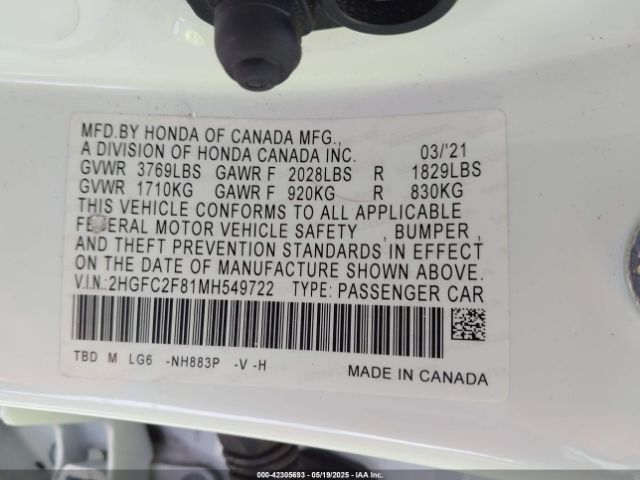 MFD.BY HONDA OF CANADA MFG.,
A DIVISION OF HONDA CANADA INC. 03/'21
GVWR 3769LBS GAWR F 2028LBS R 1829LBS
GVWR 1710KG GAWR F 920KG R 830KG
THIS VEHICLE CONFORMS TO ALL APPLICABLE
FEDERAL MOTOR VEHICLE SAFETY , BUMPER ,
AND THEFT PREVENTION STANDARDS IN EFFECT
ON THE DATE OF MANUFACTURE SHOWN ABOVE.
V.I.N.:2HGFC2F81MH549722 TYPE: PASSENGER CAR
TBD M LG6 -NH883P -V -H
MADE IN CANADA
000-42305693 - 05/19/2025 - IAA Inc.